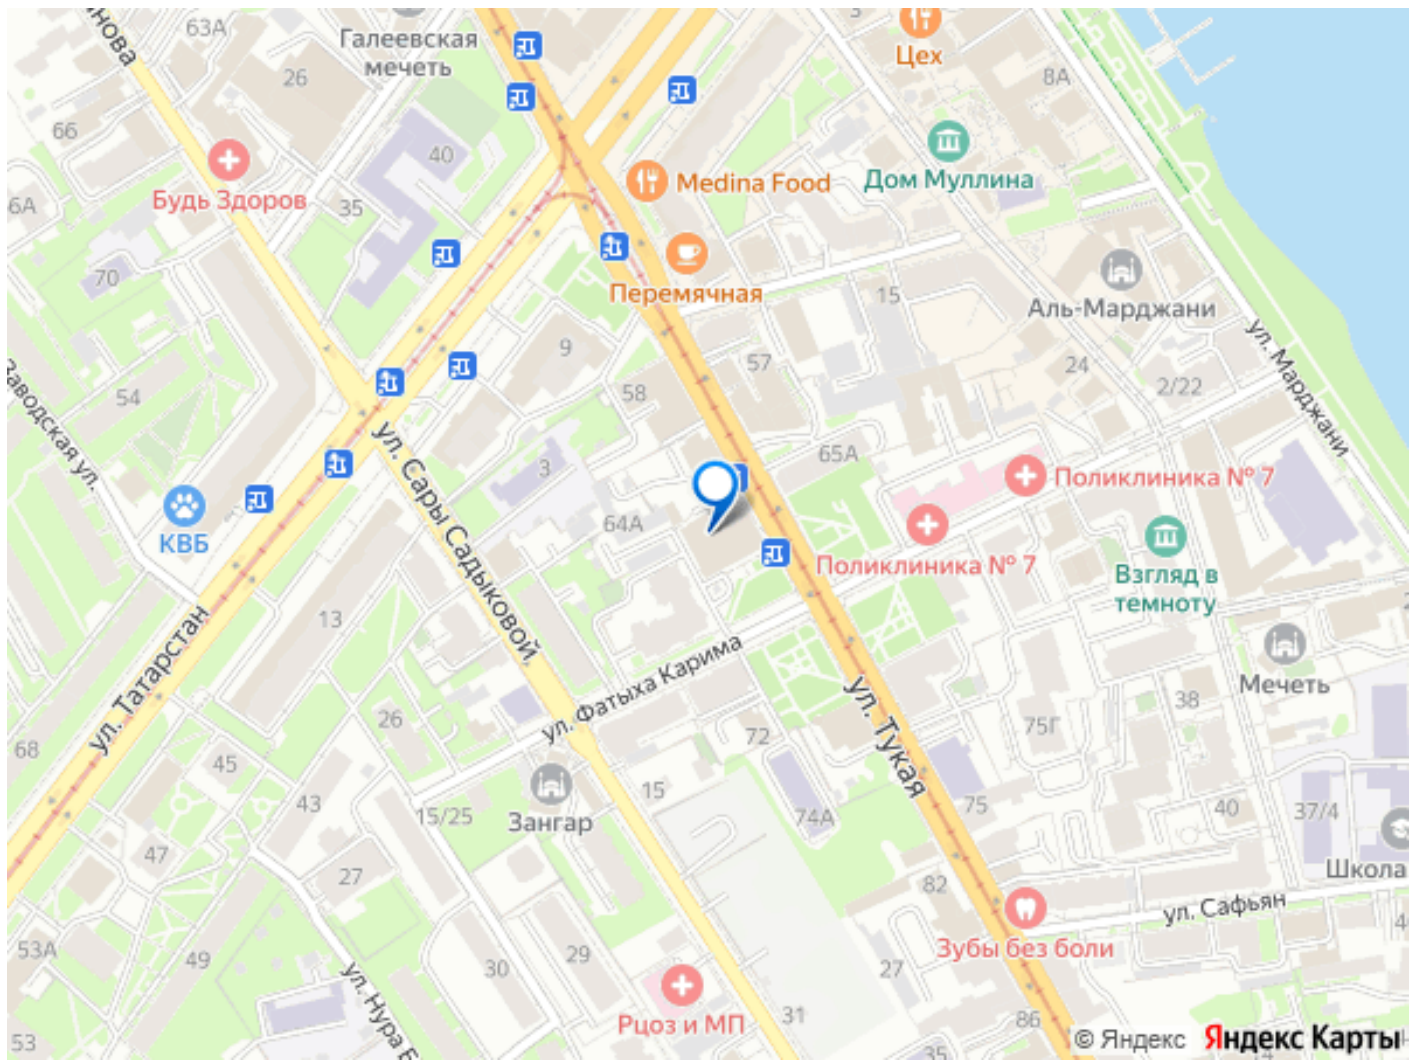 63А
Галеевская
мечеть
26
Цех
8А
66
40
Medina Food
Дом Муллина
Будь Здоров
6А
35
70
Перемячная
15
Аль-Марджани
ул. Марджани
9
57
24
2/22
54
58
Заводская ул.
ул. Сары Садыковой
3
65А
Поликлиника № 7
КВБ
64А
Поликлиника № 7
Взгляд в
темноту
13
ул. Татарстан
ул. Фатыха Карима
Мечеть
ул. Тукая
38
26
72
75Г
68
45
43
15
75
40
37/4
15/25
Зангар
74А
47
27
Школа
82
ул. Сафьян
Зубы без боли
53А
49
29
30
27
ул. Нура Б
Рцоз и МП
31
86
53
35
© Яндекс Яндекс Карты